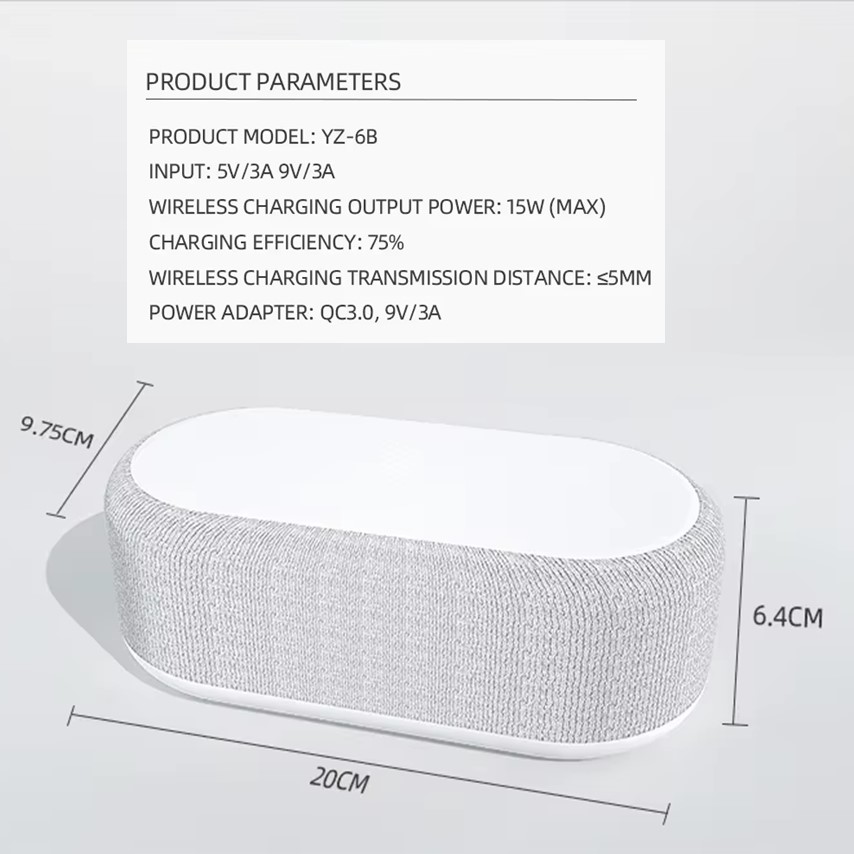 PRODUCT PARAMETERS
PRODUCT MODEL: YZ-6B
INPUT: 5V/3A 9V/3A
WIRELESS CHARGING OUTPUT POWER: 15W (MAX)
CHARGING EFFICIENCY: 75%
WIRELESS CHARGING TRANSMISSION DISTANCE: ≤5MM
POWER ADAPTER: QC3.0, 9V/3A
9.75CM
6.4CM
20CM